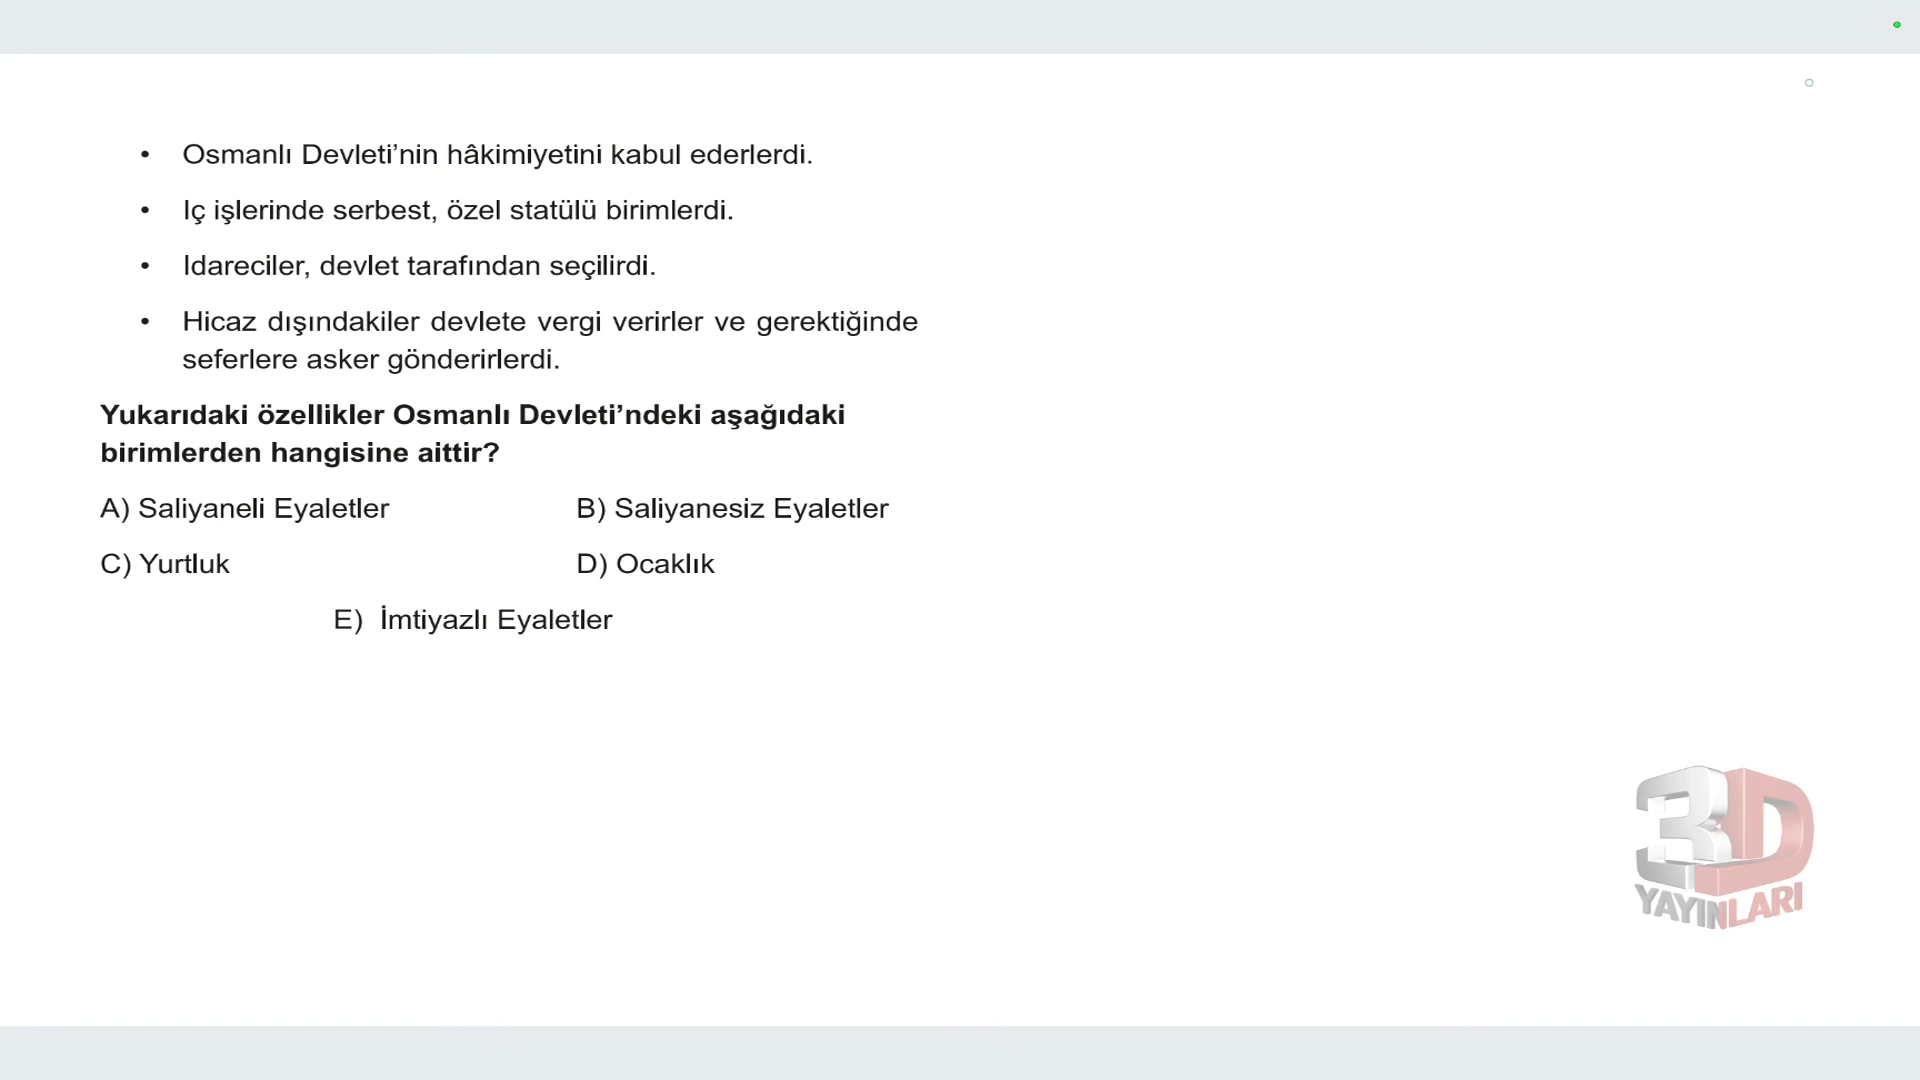 • Osmanlı Devleti’nin hâkimiyetini kabul ederlerdi.
• Iç işlerinde serbest, özel statülü birimlerdi.
• Idareciler, devlet tarafından seçilirdi.
• Hicaz dışındakiler devlete vergi verirler ve gerektiğinde
seferlere asker gönderirlerdi.
Yukarıdaki özellikler Osmanlı Devleti’ndeki aşağıdaki
birimlerden hangisine aittir?
A) Saliyaneli Eyaletler B) Saliyanesiz Eyaletler
C) Yurtluk D) Ocaklık
E) İmtiyazlı Eyaletler
3D
YAYINLARI